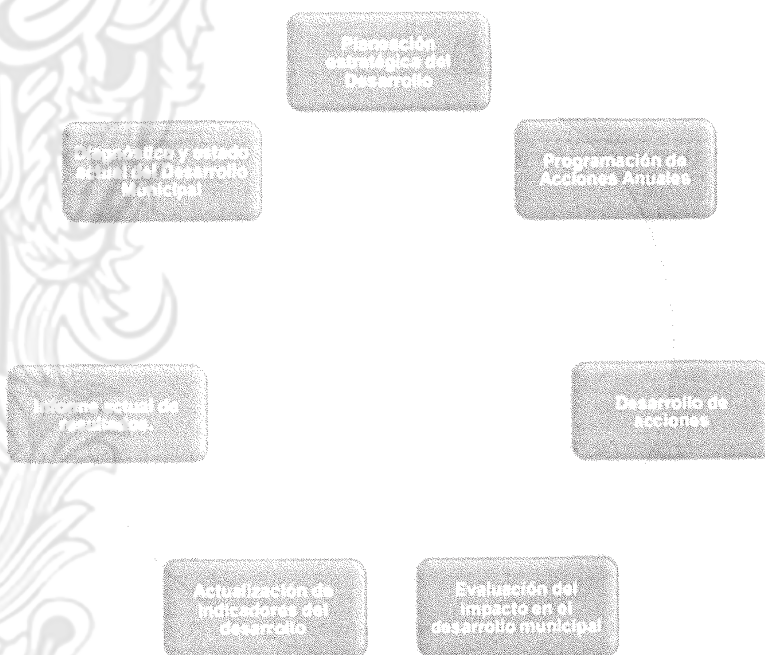 Planeación
estratégica del
Desarrollo
Programación de
Acciones Anuales
Desarrollo de
acciones
Evaluación del
impacto en el
desarrollo municipal
Actualización de
indicadores del
desarrollo
Informe de
Diagnóstico y estado
actual del Desarrollo
Municipal